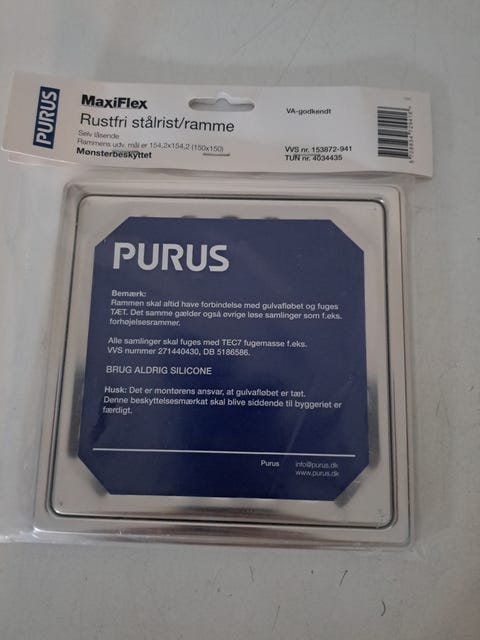 PURUS
MaxiFlex
Rustfri stålrist/ramme
Selv låsende
Rammens udv. mål er 154,2x154,2 (150x150)
Mønsterbeskyttet
VA-godkendt
VVS nr. 153872-941
TUN nr. 4034435
PURUS
Bemærk:
Rammen skal altid have forbindelse med gulvafløbet og fuges
TÆT. Det samme gælder også øvrige løse samlinger som f.eks.
forhøjelsesrammer.
Alle samlinger skal fuges med TEC7 fugemasse f.eks.
VVS nummer 271440430, DB 5186586.
BRUG ALDRIG SILICONE
Husk: Det er montørens ansvar, at gulvafløbet er tæt.
Denne beskyttelsesmærkat skal blive siddende til byggeriet er
færdigt.
Purus info@purus.dk
www.purus.dk